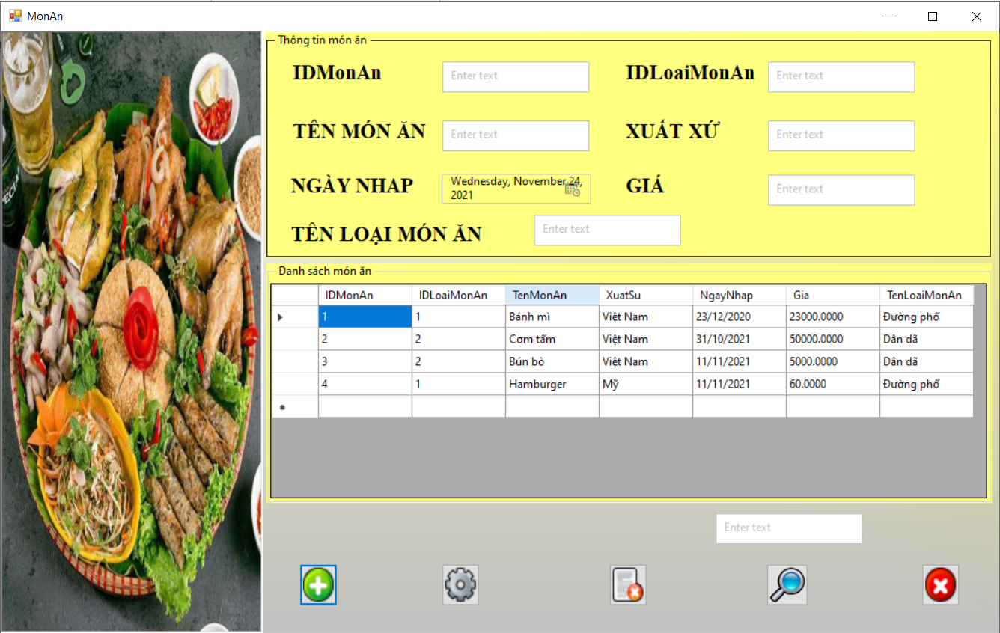 MonAn
Thông tin món ăn
IDMonAn Enter text IDLoaiMonAn Enter text
TÊN MÓN ĂN Enter text XUẤT XỨ Enter text
NGÀY NHAP Wednesday, November 24,
2021
GIÁ Enter text
TÊN LOẠI MÓN ĂN Enter text
Danh sách món ăn
IDMonAn IDLoaiMonAn TenMonAn XuatSu NgayNhap Gia TenLoaiMonAn
1 1 Bánh mì Việt Nam 23/12/2020 23000.0000 Đường phố
2 2 Cơm tấm Việt Nam 31/10/2021 50000.0000 Dân dã
3 2 Bún bò Việt Nam 11/11/2021 5000.0000 Dân dã
4 1 Hamburger Mỹ 11/11/2021 60.0000 Đường phố
Enter text